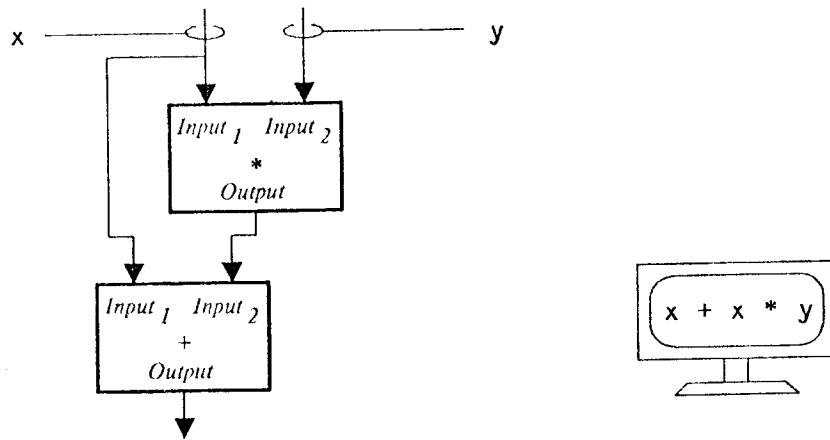 x y
Input 1 Input 2
*
Output
Input 1 Input 2
+
Output
x + x * y